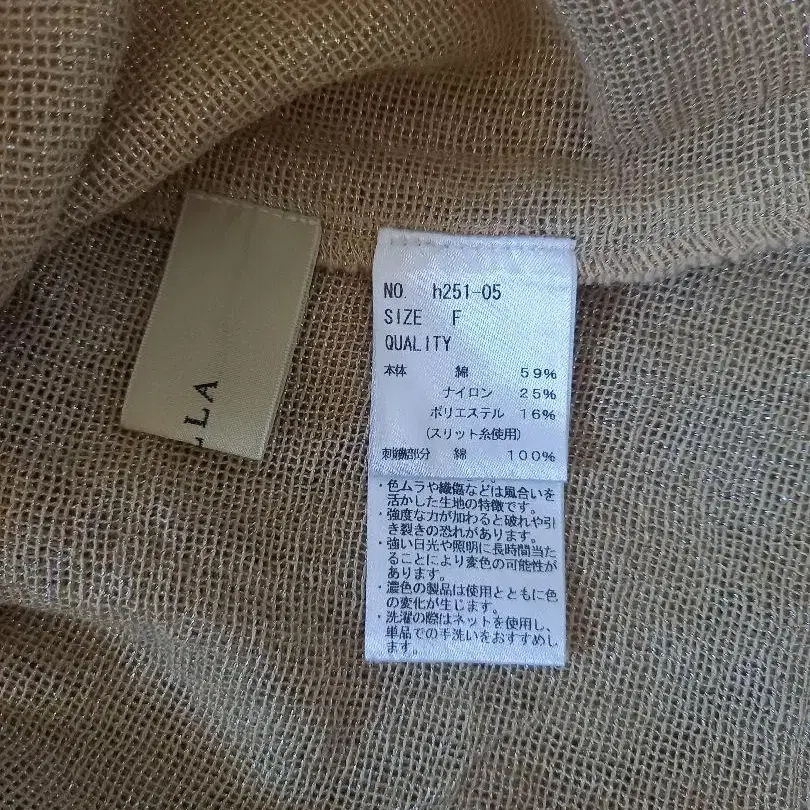 LLA
NO. h251-05
SIZE F
QUALITY
本体 綿 59%
ナイロン 25%
ポリエステル 16%
(スリット糸使用)
刺繍部分 綿 100%
・色ムラや織傷などは風合いを
活かした生地の特徴です。
・強度な力が加わると破れや引
き裂きの恐れがあります。
・強い日光や照明に長時間当た
ることにより変色の可能性が
あります。
・濃色の製品は使用とともに色
の変化が生じます。
・洗濯の際はネットを使用し、
単品での手洗いをおすすめし
ます。